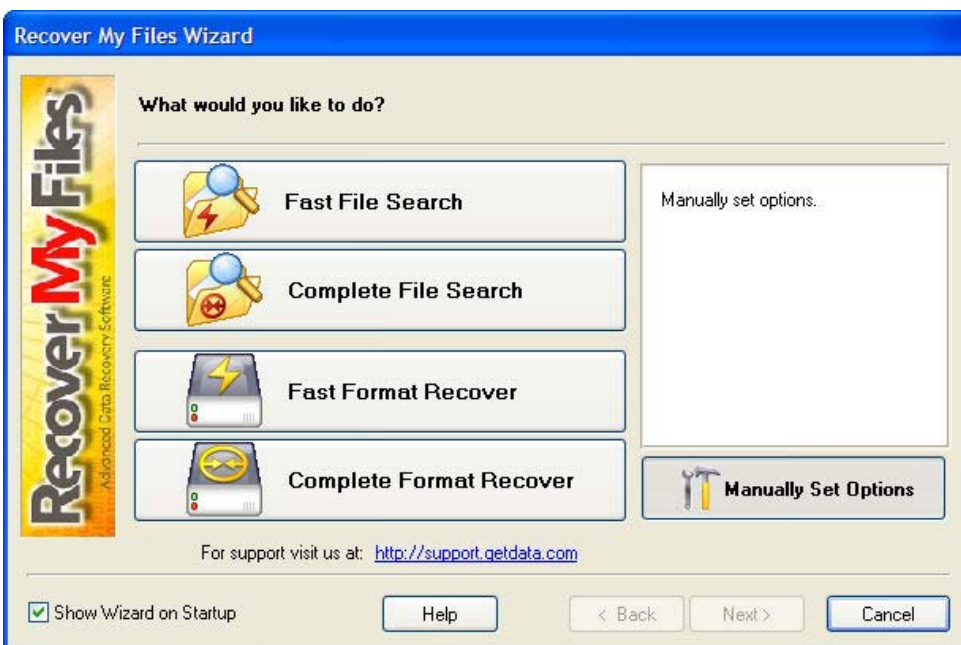 Recover My Files Wizard
Recover My Files
Advanced Data Recovery Software
What would you like to do?
Fast File Search
Complete File Search
Fast Format Recover
Complete Format Recover
Manually set options.
Manually Set Options
For support visit us at: http://support.getdata.com
Show Wizard on Startup
Help
< Back
Next >
Cancel